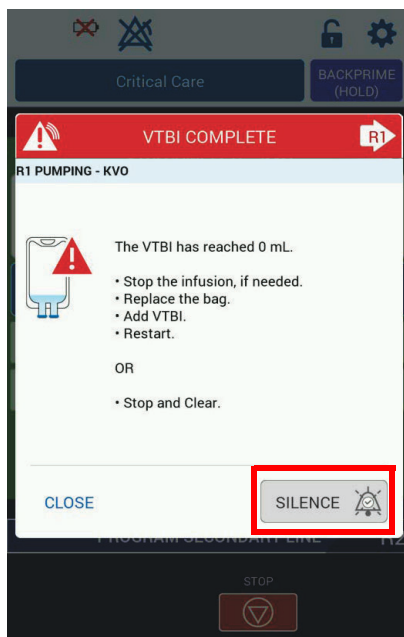 Critical Care
BACKPRIME
(HOLD)
VTBI COMPLETE
R1
R1 PUMPING - KVO
The VTBI has reached 0 mL.
• Stop the infusion, if needed.
• Replace the bag.
• Add VTBI.
• Restart.
OR
• Stop and Clear.
CLOSE
SILENCE
PROGRAM SECONDARY LINE
R2
STOP